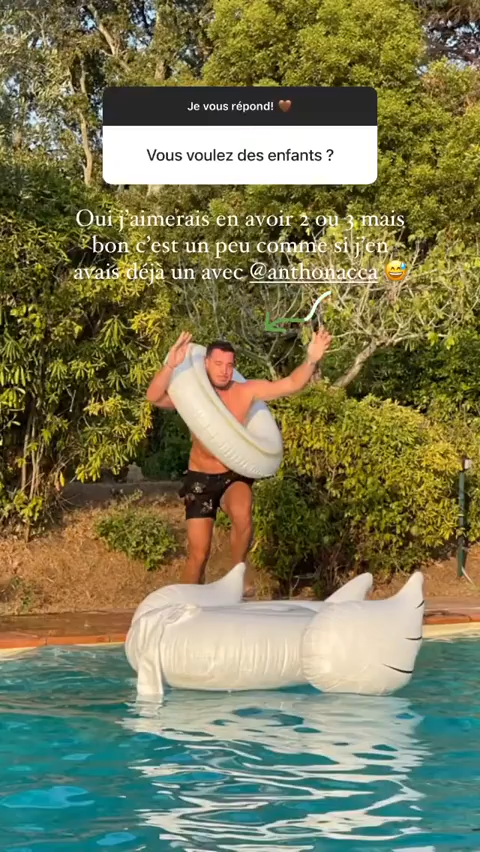 Je vous répond! 🤎
Vous voulez des enfants ?
Oui j'aimerais en avoir 2 ou 3 mais
bon c'est un peu comme si j'en
avais déjà un avec @anthonacca 😅